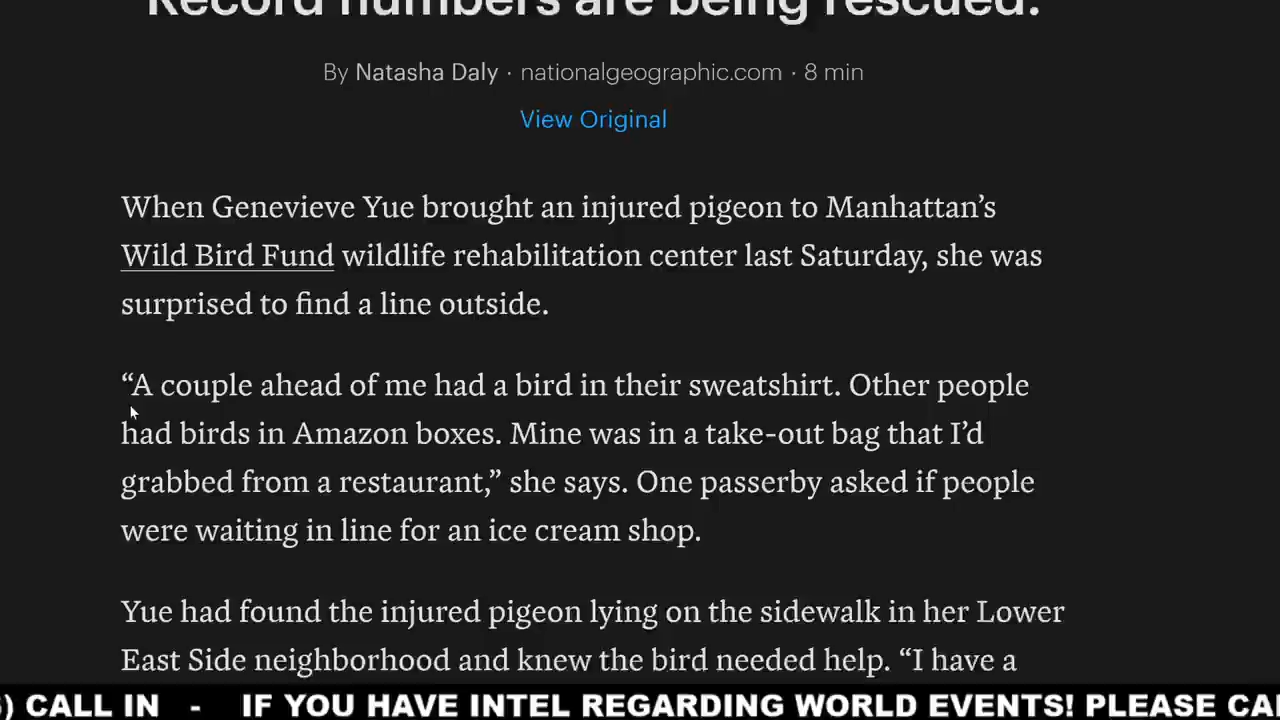 Record numbers are being rescued.
By Natasha Daly · nationalgeographic.com · 8 min
View Original
When Genevieve Yue brought an injured pigeon to Manhattan’s
Wild Bird Fund wildlife rehabilitation center last Saturday, she was
surprised to find a line outside.
“A couple ahead of me had a bird in their sweatshirt. Other people
had birds in Amazon boxes. Mine was in a take-out bag that I’d
grabbed from a restaurant,” she says. One passerby asked if people
were waiting in line for an ice cream shop.
Yue had found the injured pigeon lying on the sidewalk in her Lower
East Side neighborhood and knew the bird needed help. “I have a
) CALL IN - IF YOU HAVE INTEL REGARDING WORLD EVENTS! PLEASE CA